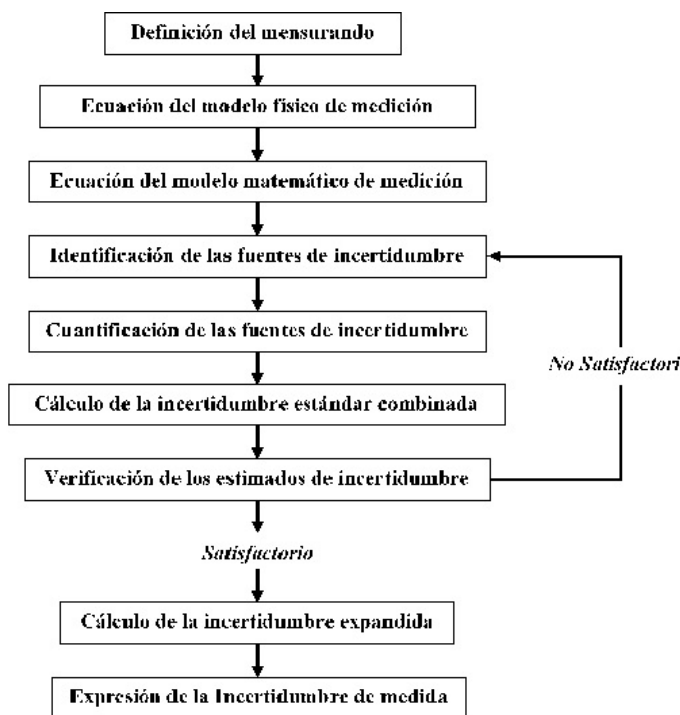 Definición del mensurando
Ecuación del modelo físico de medición
Ecuación del modelo matemático de medición
Identificación de las fuentes de incertidumbre
Cuantificación de las fuentes de incertidumbre
No Satisfactori
Cálculo de la incertidumbre estándar combinada
Verificación de los estimados de incertidumbre
Satisfactorio
Cálculo de la incertidumbre expandida
Expresión de la Incertidumbre de medida